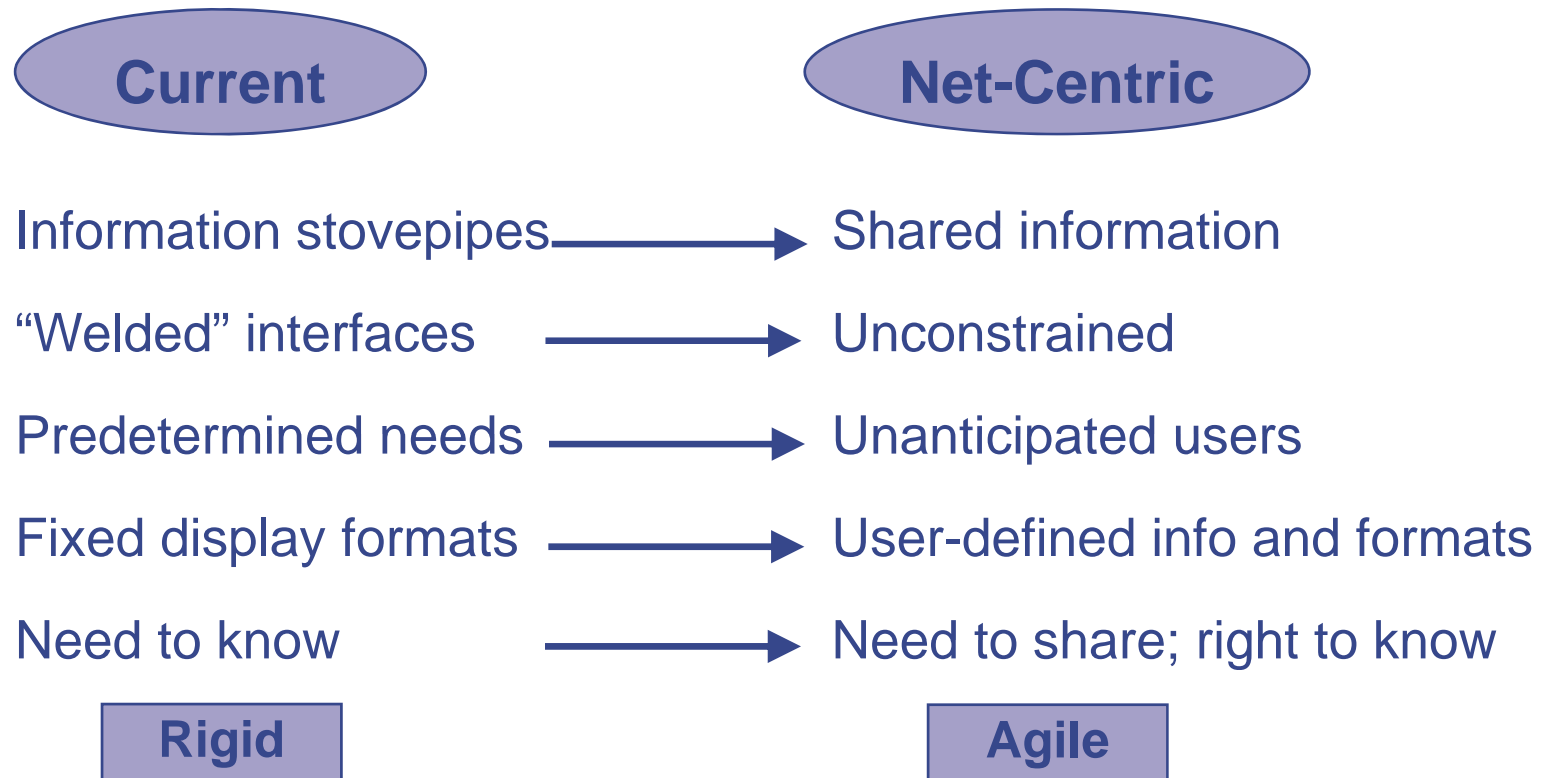 Current Net-Centric
Information stovepipes Shared information
“Welded” interfaces Unconstrained
Predetermined needs Unanticipated users
Fixed display formats User-defined info and formats
Need to know Need to share; right to know
Rigid Agile